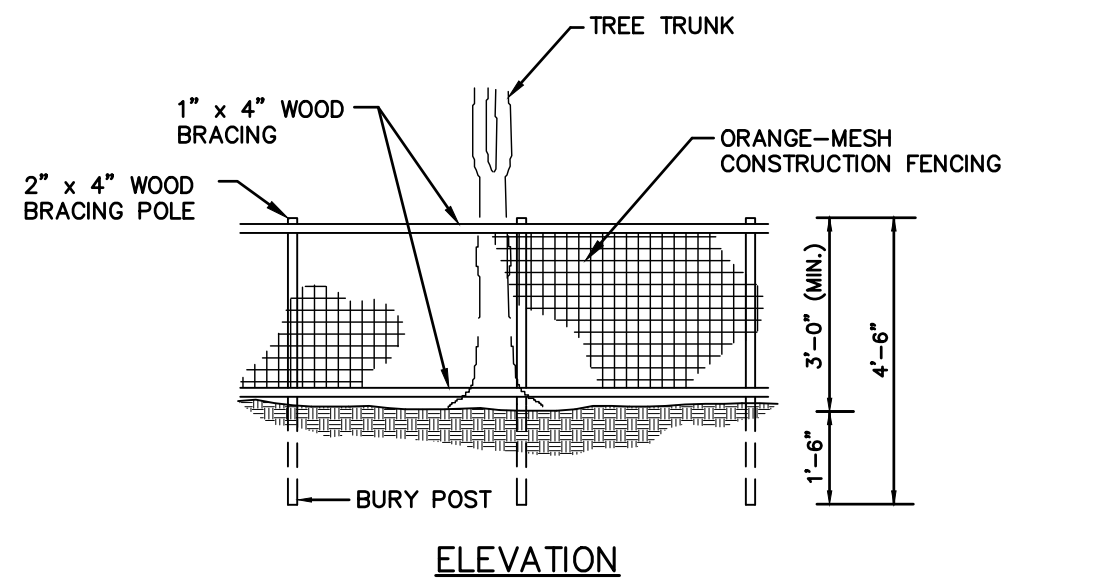 TREE TRUNK
1” x 4” WOOD
BRACING
ORANGE-MESH
CONSTRUCTION FENCING
2” x 4” WOOD
BRACING POLE
3'-0” (MIN.)
4'-6”
1'-6”
BURY POST
ELEVATION